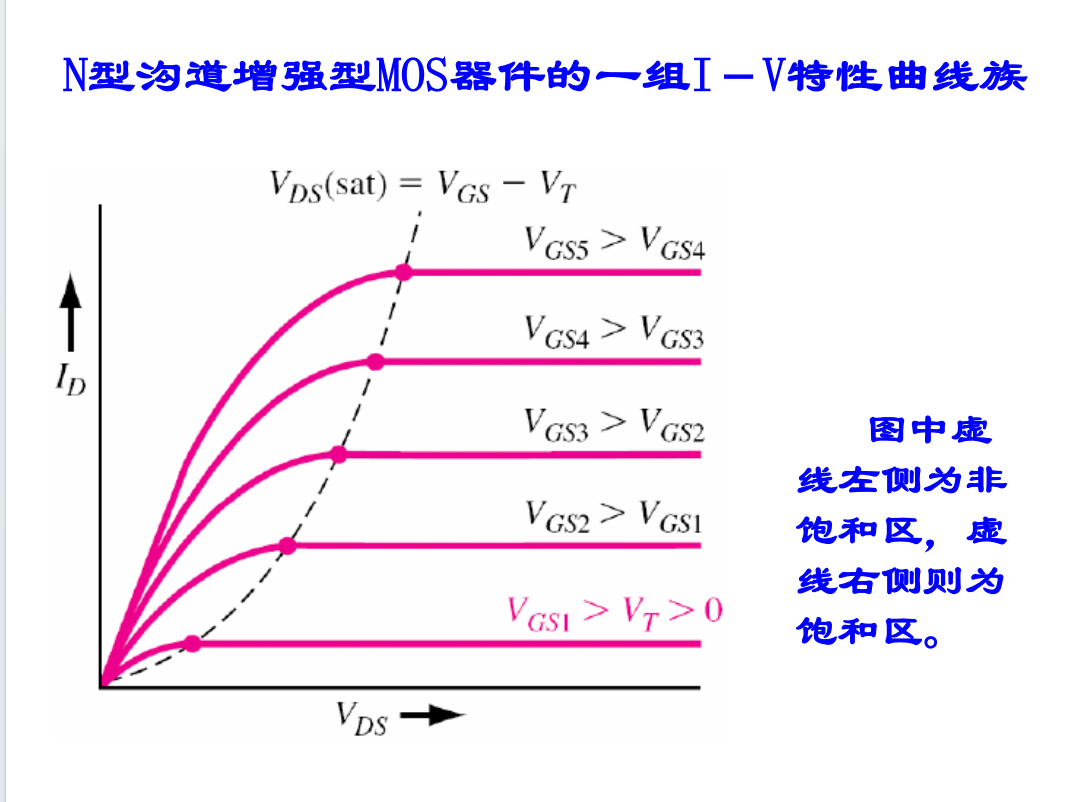 N型沟道增强型MOS器件的一组I－V特性曲线族
V_DS(sat) = V_GS − V_T
V_GS5 > V_GS4
V_GS4 > V_GS3
I_D
V_GS3 > V_GS2
V_GS2 > V_GS1
V_GS1 > V_T > 0
V_DS
图中虚
线左侧为非
饱和区，虚
线右侧则为
饱和区。